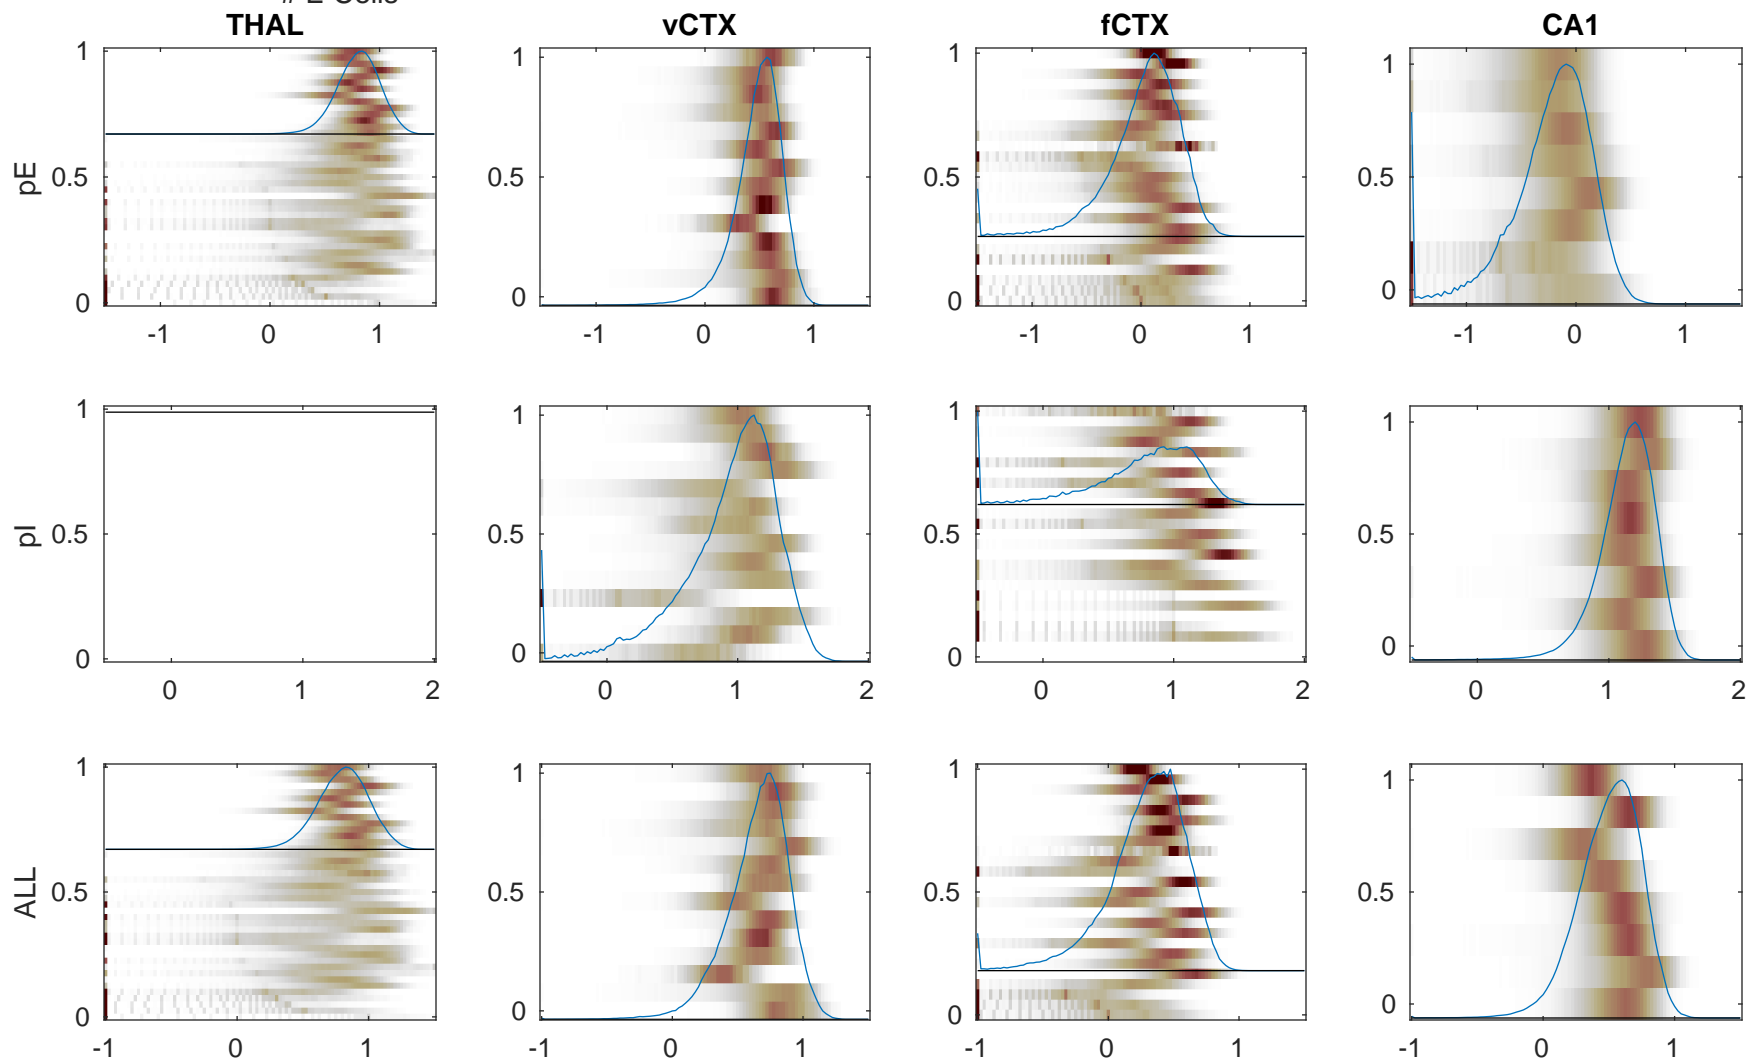 THAL vCTX fCTX CA1
pE
1 1 1 1
0.5 0.5 0.5 0.5
0 0 0 0
-1 0 1 -1 0 1 -1 0 1 -1 0 1
pI
1 1 1 1
0.5 0.5 0.5 0.5
0 0 0 0
0 1 2 0 1 2 0 1 2 0 1 2
ALL
1 1 1 1
0.5 0.5 0.5 0.5
0 0 0 0
-1 0 1 -1 0 1 -1 0 1 -1 0 1